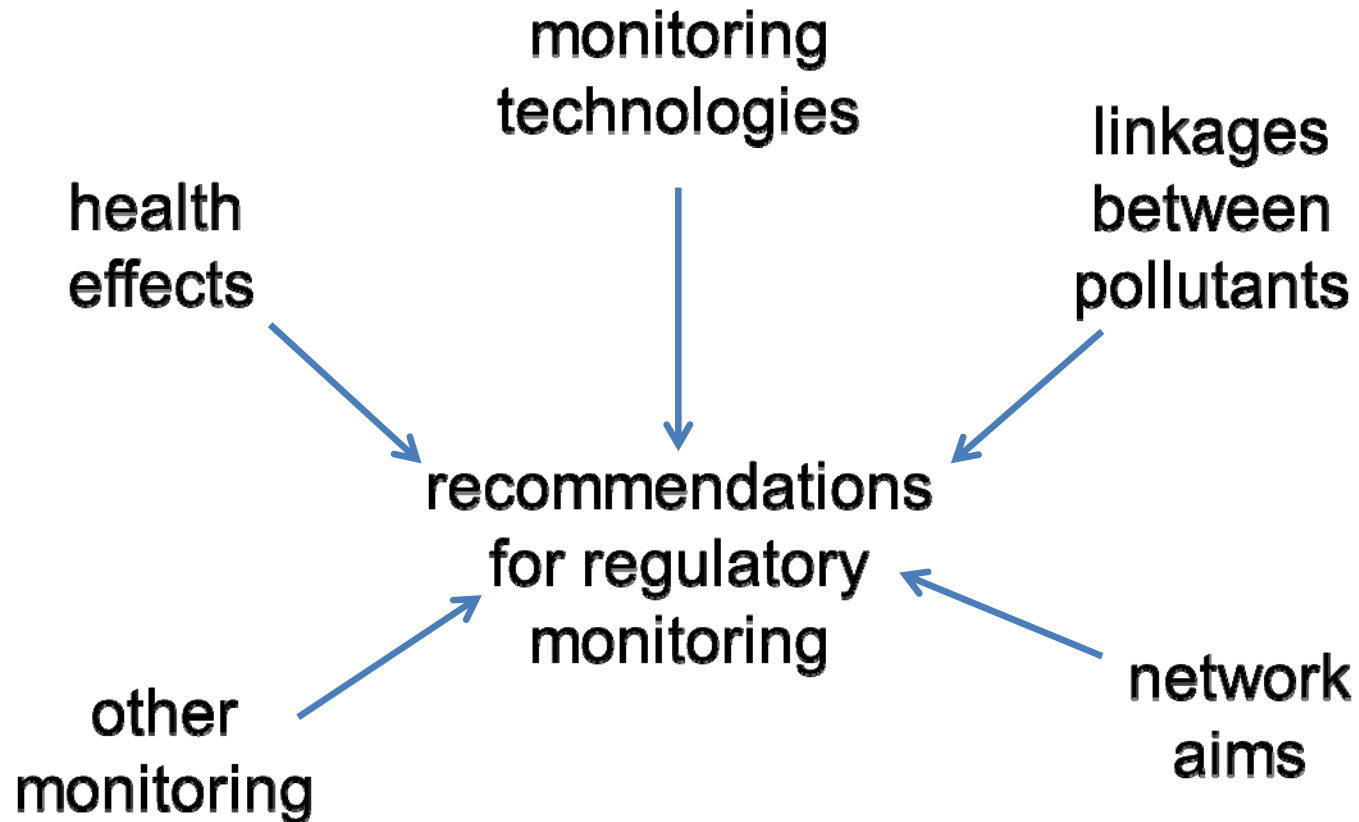 monitoring
technologies
linkages
between
pollutants
health
effects
recommendations
for regulatory
monitoring
other
monitoring
network
aims